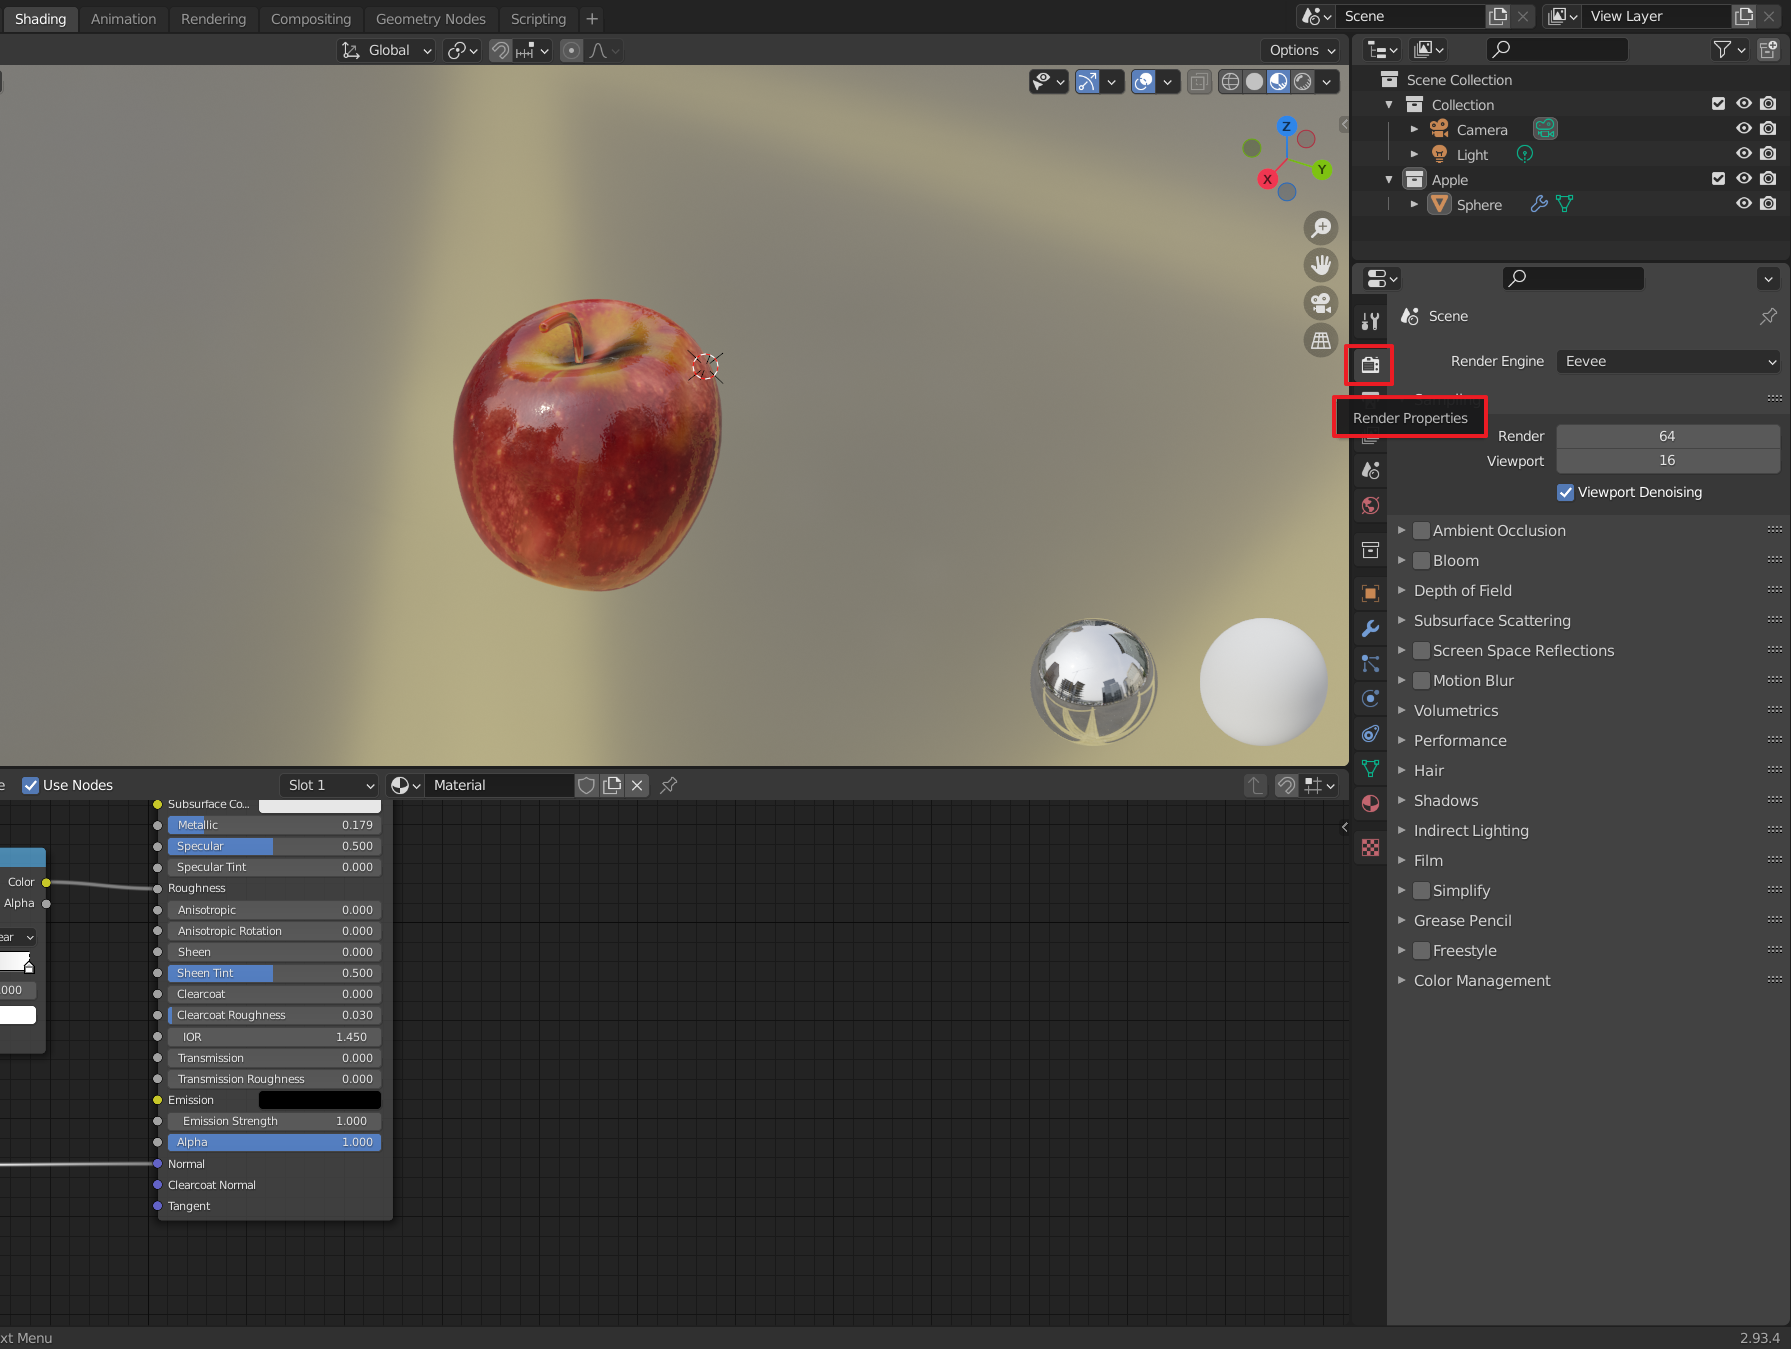 Shading Animation Rendering Compositing Geometry Nodes Scripting +
Scene
View Layer
Global
Options
Z
Y
X
Scene Collection
Collection
Camera
Light
Apple
Sphere
Scene
Render Engine Eevee
Sampling
Render Properties
Render 64
Viewport 16
Viewport Denoising
Ambient Occlusion
Bloom
Depth of Field
Subsurface Scattering
Screen Space Reflections
Motion Blur
Volumetrics
Performance
Hair
Shadows
Indirect Lighting
Film
Simplify
Grease Pencil
Freestyle
Color Management
e Use Nodes Slot 1 Material
Subsurface Co...
Metallic 0.179
Specular 0.500
Specular Tint 0.000
Roughness
Anisotropic 0.000
Anisotropic Rotation 0.000
Sheen 0.000
Sheen Tint 0.500
Clearcoat 0.000
Clearcoat Roughness 0.030
IOR 1.450
Transmission 0.000
Transmission Roughness 0.000
Emission
Emission Strength 1.000
Alpha 1.000
Normal
Clearcoat Normal
Tangent
Color
Alpha
ear
.000
xt Menu
2.93.4